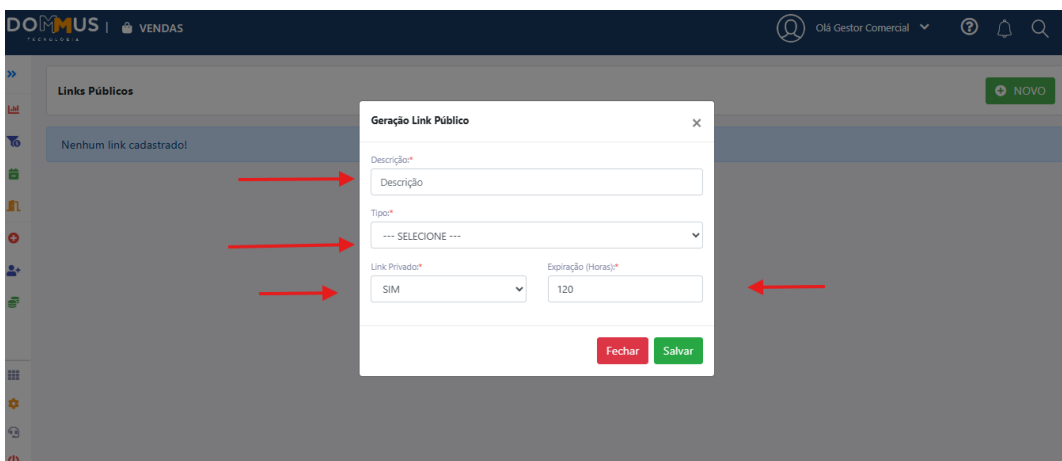 DOMMUS | VENDAS
TECNOLOGIA
Olá Gestor Comercial
Links Públicos
NOVO
Nenhum link cadastrado!
Geração Link Público
×
Descrição:*
Descrição
Tipo:*
--- SELECIONE ---
Link Privado:* Expiração (Horas):*
SIM 120
Fechar Salvar